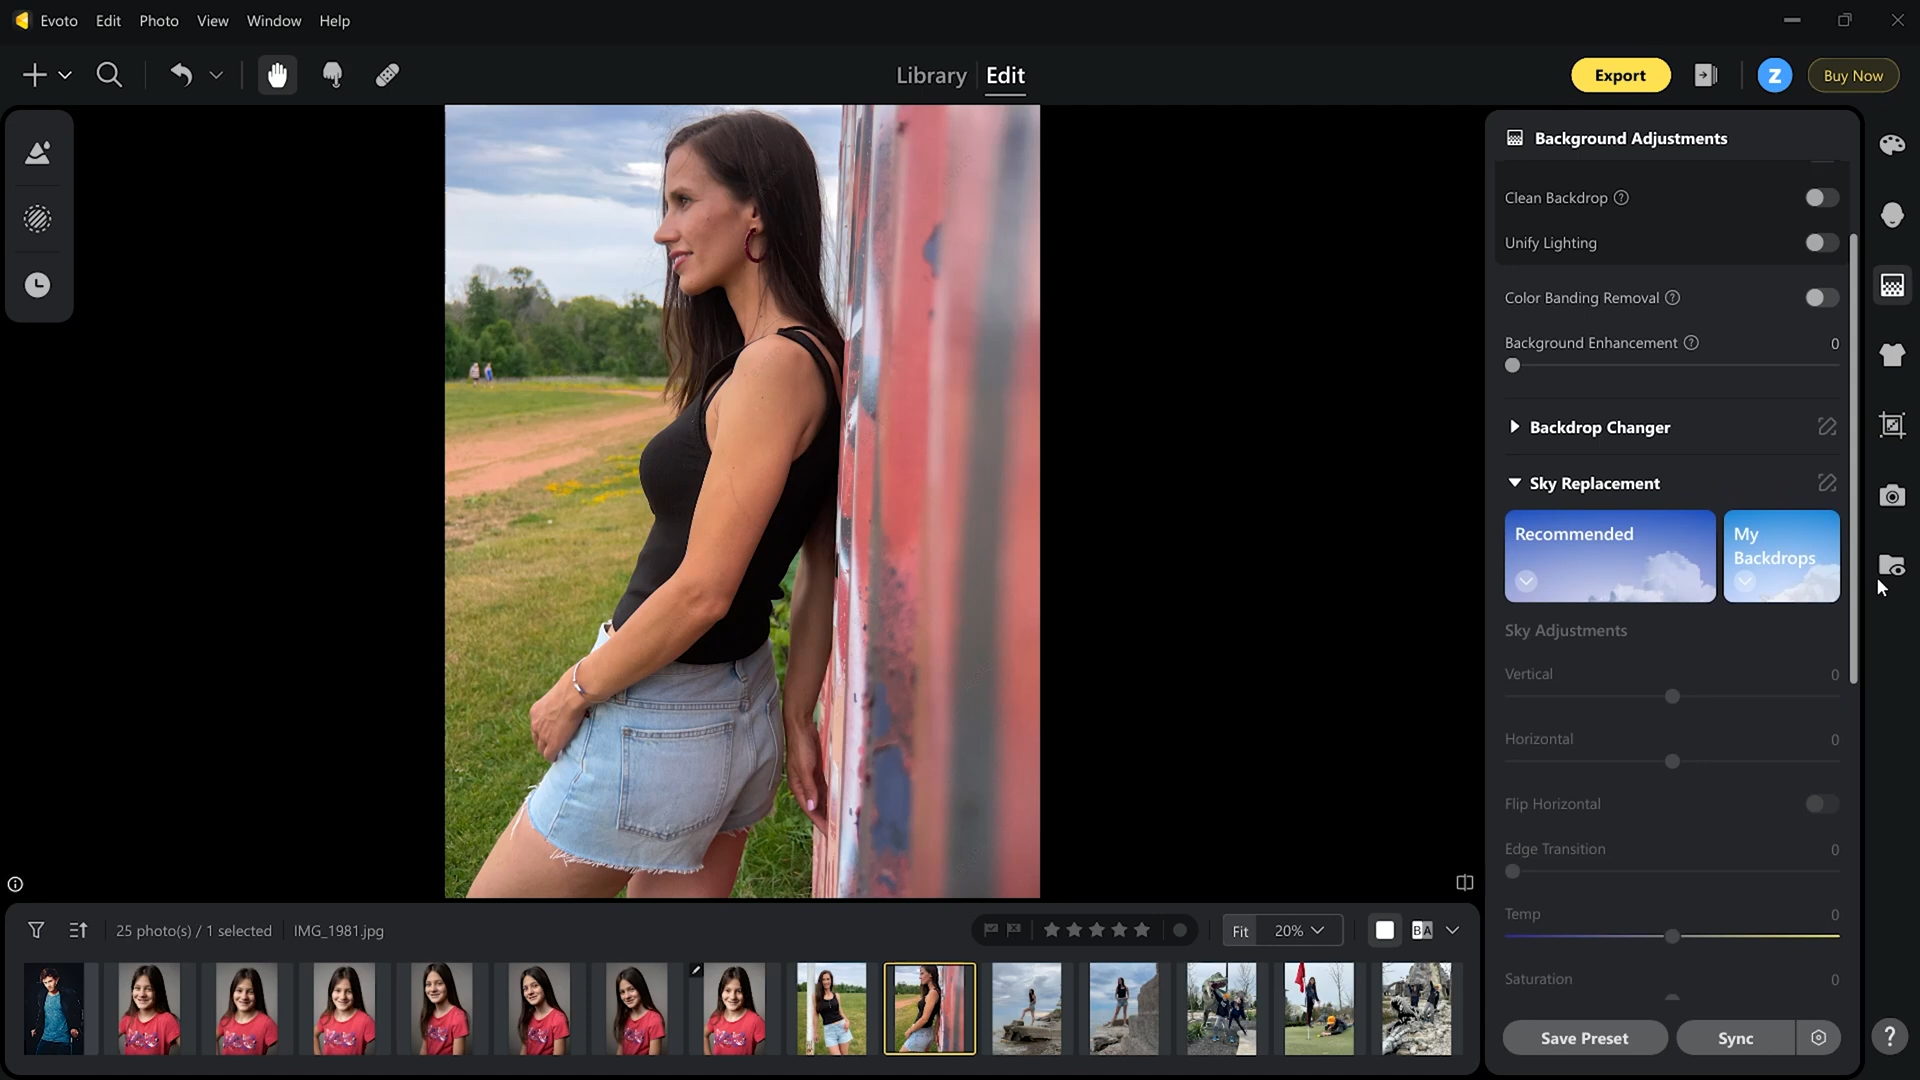 Evoto Edit Photo View Window Help
Library Edit
Export
Z
Buy Now
Background Adjustments
Clean Backdrop ?
Unify Lighting
Color Banding Removal ?
Background Enhancement ? 0
Backdrop Changer
Sky Replacement
Recommended
My
Backdrops
Sky Adjustments
Vertical 0
Horizontal 0
Flip Horizontal
Edge Transition 0
Temp 0
Saturation 0
25 photo(s) / 1 selected IMG_1981.jpg
Fit 20%
B A
Save Preset Sync
?